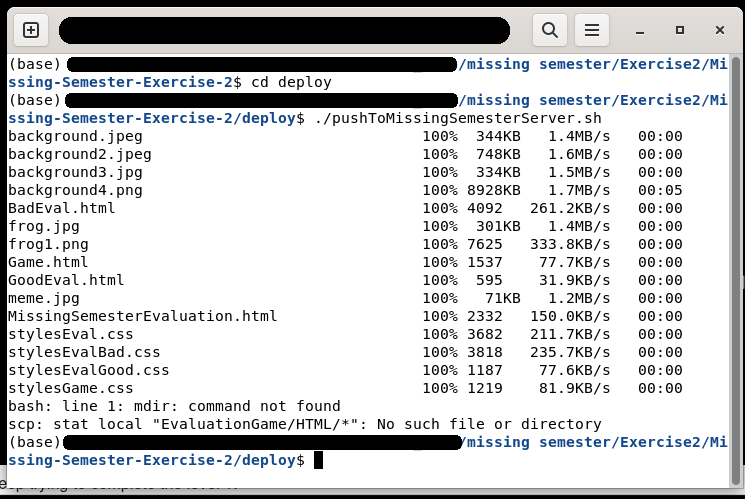 (base) /missing semester/Exercise2/Mi
ssing-Semester-Exercise-2$ cd deploy
(base) /missing semester/Exercise2/Mi
ssing-Semester-Exercise-2/deploy$ ./pushToMissingSemesterServer.sh
background.jpeg 100% 344KB 1.4MB/s 00:00
background2.jpeg 100% 748KB 1.6MB/s 00:00
background3.jpg 100% 334KB 1.5MB/s 00:00
background4.png 100% 8928KB 1.7MB/s 00:05
BadEval.html 100% 4092 261.2KB/s 00:00
frog.jpg 100% 301KB 1.4MB/s 00:00
frog1.png 100% 7625 333.8KB/s 00:00
Game.html 100% 1537 77.7KB/s 00:00
GoodEval.html 100% 595 31.9KB/s 00:00
meme.jpg 100% 71KB 1.2MB/s 00:00
MissingSemesterEvaluation.html 100% 2332 150.0KB/s 00:00
stylesEval.css 100% 3682 211.7KB/s 00:00
stylesEvalBad.css 100% 3818 235.7KB/s 00:00
stylesEvalGood.css 100% 1187 77.6KB/s 00:00
stylesGame.css 100% 1219 81.9KB/s 00:00
bash: line 1: mdir: command not found
scp: stat local "EvaluationGame/HTML/*": No such file or directory
(base) /missing semester/Exercise2/Mi
ssing-Semester-Exercise-2/deploy$